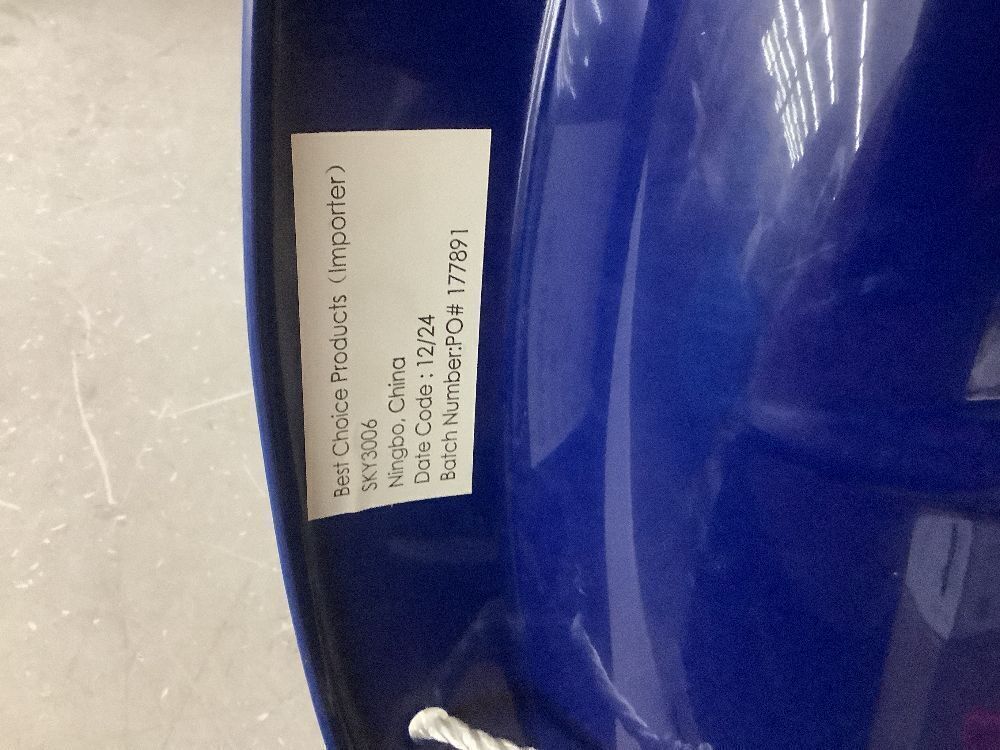 Best Choice Products（Importer）
SKY3006
Ningbo, China
Date Code : 12/24
Batch Number:PO# 177891